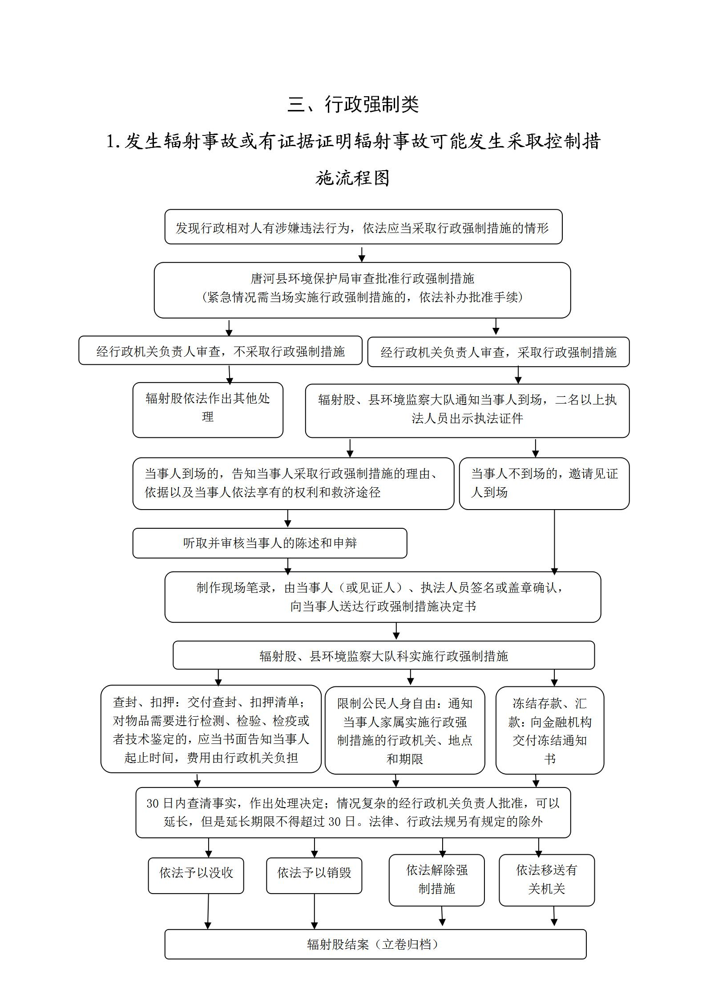 三、行政强制类
1.发生辐射事故或有证据证明辐射事故可能发生采取控制措
施流程图
发现行政相对人有涉嫌违法行为，依法应当采取行政强制措施的情形
唐河县环境保护局审查批准行政强制措施
(紧急情况需当场实施行政强制措施的，依法补办批准手续)
经行政机关负责人审查，不采取行政强制措施
经行政机关负责人审查，采取行政强制措施
辐射股依法作出其他处
理
辐射股、县环境监察大队通知当事人到场，二名以上执
法人员出示执法证件
当事人到场的，告知当事人采取行政强制措施的理由、
依据以及当事人依法享有的权利和救济途径
当事人不到场的，邀请见证
人到场
听取并审核当事人的陈述和申辩
制作现场笔录，由当事人（或见证人）、执法人员签名或盖章确认，
向当事人送达行政强制措施决定书
辐射股、县环境监察大队科实施行政强制措施
查封、扣押：交付查封、扣押清单；
对物品需要进行检测、检验、检疫或
者技术鉴定的，应当书面告知当事人
起止时间，费用由行政机关负担
限制公民人身自由：通知
当事人家属实施行政强
制措施的行政机关、地点
和期限
冻结存款、汇
款：向金融机构
交付冻结通知
书
30日内查清事实，作出处理决定；情况复杂的经行政机关负责人批准，可以
延长，但是延长期限不得超过30日。法律、行政法规另有规定的除外
依法予以没收
依法予以销毁
依法解除强
制措施
依法移送有
关机关
辐射股结案（立卷归档）